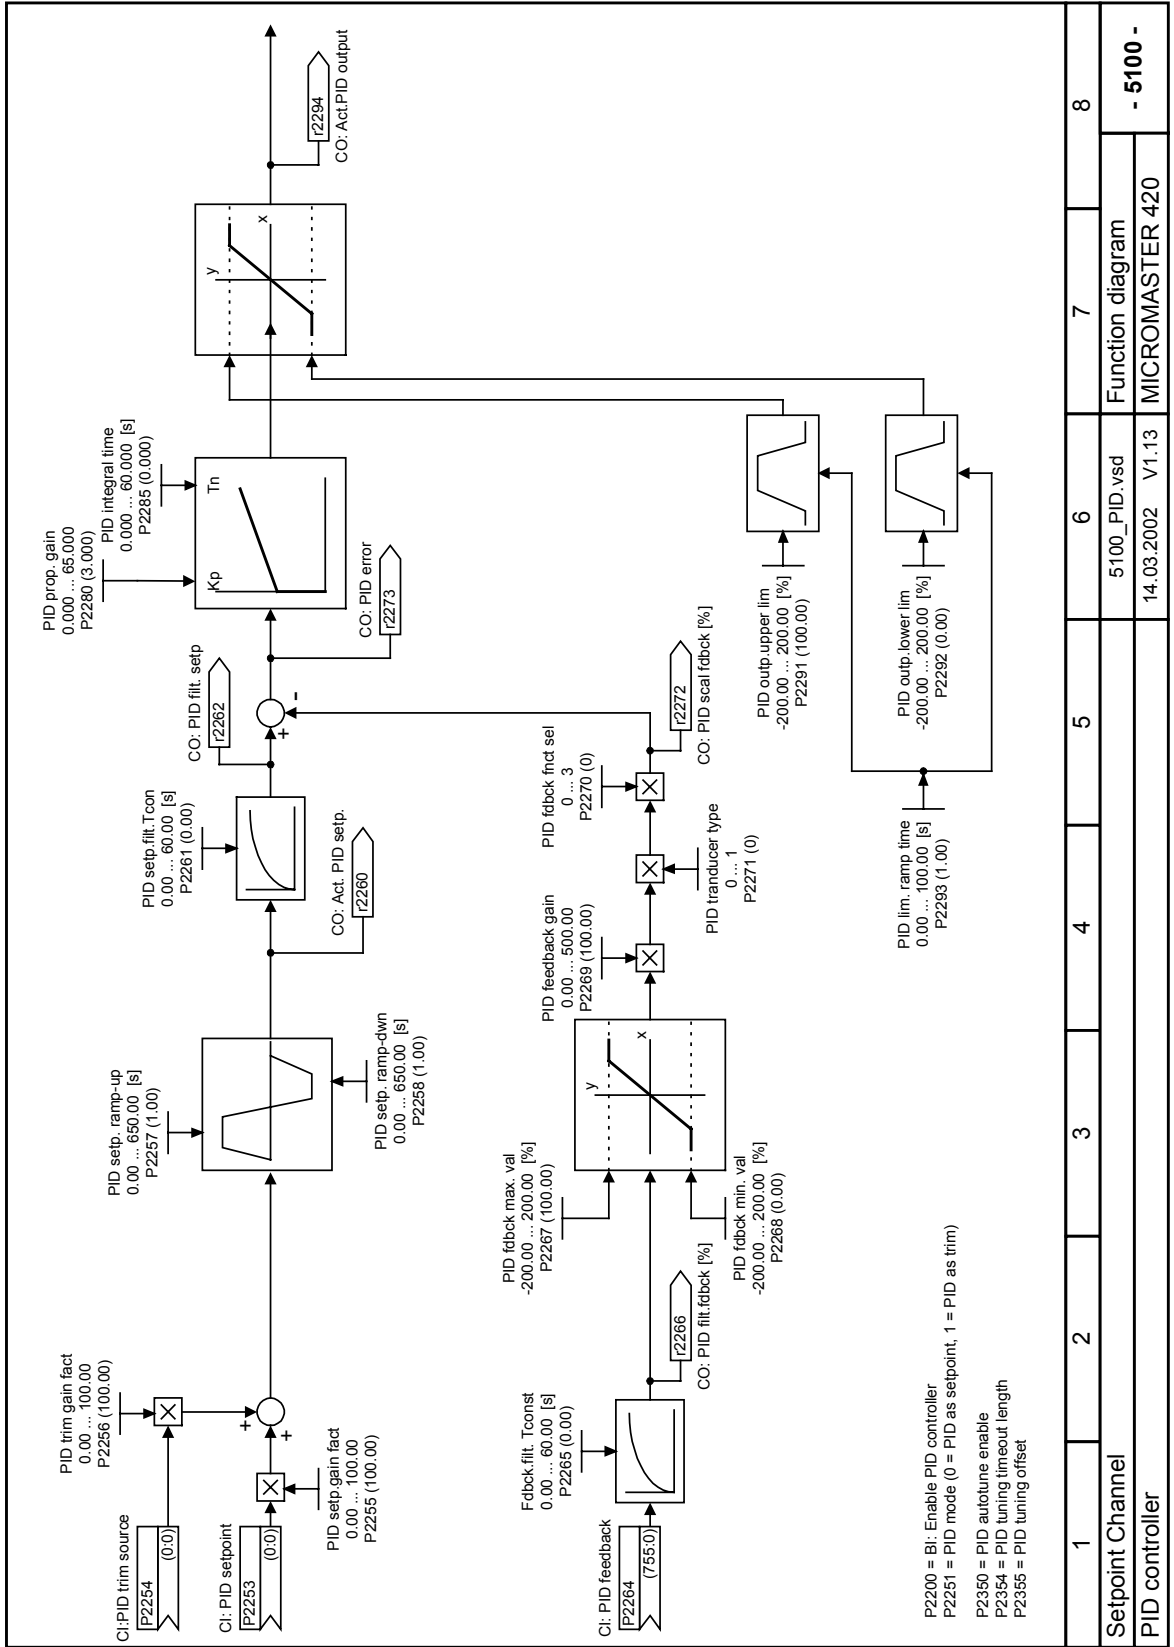 CI:PID trim source
P2254
(0:0)
PID trim gain fact
0.00 ... 100.00
P2256 (100.00)
CI: PID setpoint
P2253
(0:0)
PID setp.gain fact
0.00 ... 100.00
P2255 (100.00)
+
+
PID setp. ramp-up
0.00 ... 650.00 [s]
P2257 (1.00)
PID setp. ramp-dwn
0.00 ... 650.00 [s]
P2258 (1.00)
r2260
CO: Act. PID setp.
PID setp.filt.Tcon
0.00 ... 60.00 [s]
P2261 (0.00)
CO: PID filt. setp
r2262
+
-
CO: PID error
r2273
PID prop. gain
0.000 ... 65.000
P2280 (3.000)
PID integral time
0.000 ... 60.000 [s]
P2285 (0.000)
Kp
Tn
y
x
r2294
CO: Act.PID output
CI: PID feedback
P2264
(755:0)
Fdbck.filt. Tconst
0.00 ... 60.00 [s]
P2265 (0.00)
r2266
CO: PID filt.fdbck [%]
PID fdbck max. val
-200.00 ... 200.00 [%]
P2267 (100.00)
PID fdbck min. val
-200.00 ... 200.00 [%]
P2268 (0.00)
y
x
PID feedback gain
0.00 ... 500.00
P2269 (100.00)
PID tranducer type
0 ... 1
P2271 (0)
PID fdbck fnct sel
0 ... 3
P2270 (0)
r2272
CO: PID scal fdbck [%]
PID outp.upper lim
-200.00 ... 200.00 [%]
P2291 (100.00)
PID outp.lower lim
-200.00 ... 200.00 [%]
P2292 (0.00)
PID lim. ramp time
0.00 ... 100.00 [s]
P2293 (1.00)
P2200 = BI: Enable PID controller
P2251 = PID mode (0 = PID as setpoint, 1 = PID as trim)
P2350 = PID autotune enable
P2354 = PID tuning timeout length
P2355 = PID tuning offset
1
2
3
4
5
6
7
8
Setpoint Channel
5100_PID.vsd
Function diagram
- 5100 -
PID controller
14.03.2002 V1.13
MICROMASTER 420